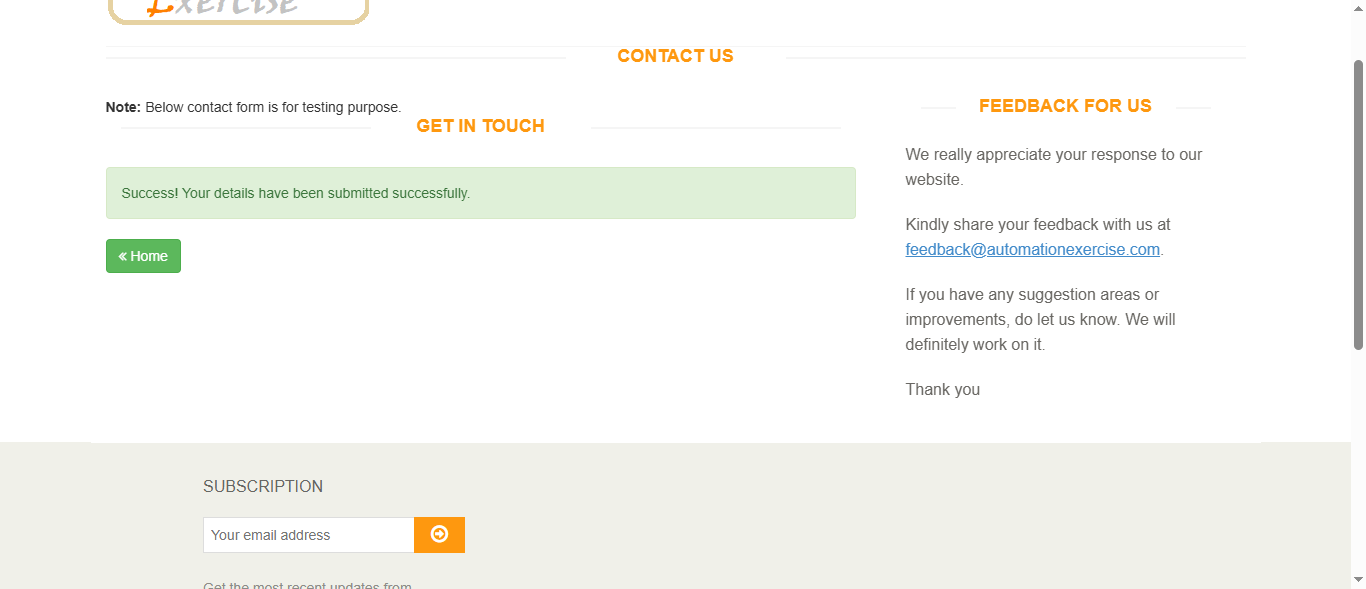 Exercise
CONTACT US
Note: Below contact form is for testing purpose.
GET IN TOUCH
Success! Your details have been submitted successfully.
« Home
FEEDBACK FOR US
We really appreciate your response to our
website.
Kindly share your feedback with us at
feedback@automationexercise.com.
If you have any suggestion areas or
improvements, do let us know. We will
definitely work on it.
Thank you
SUBSCRIPTION
Your email address
Get the most recent updates from